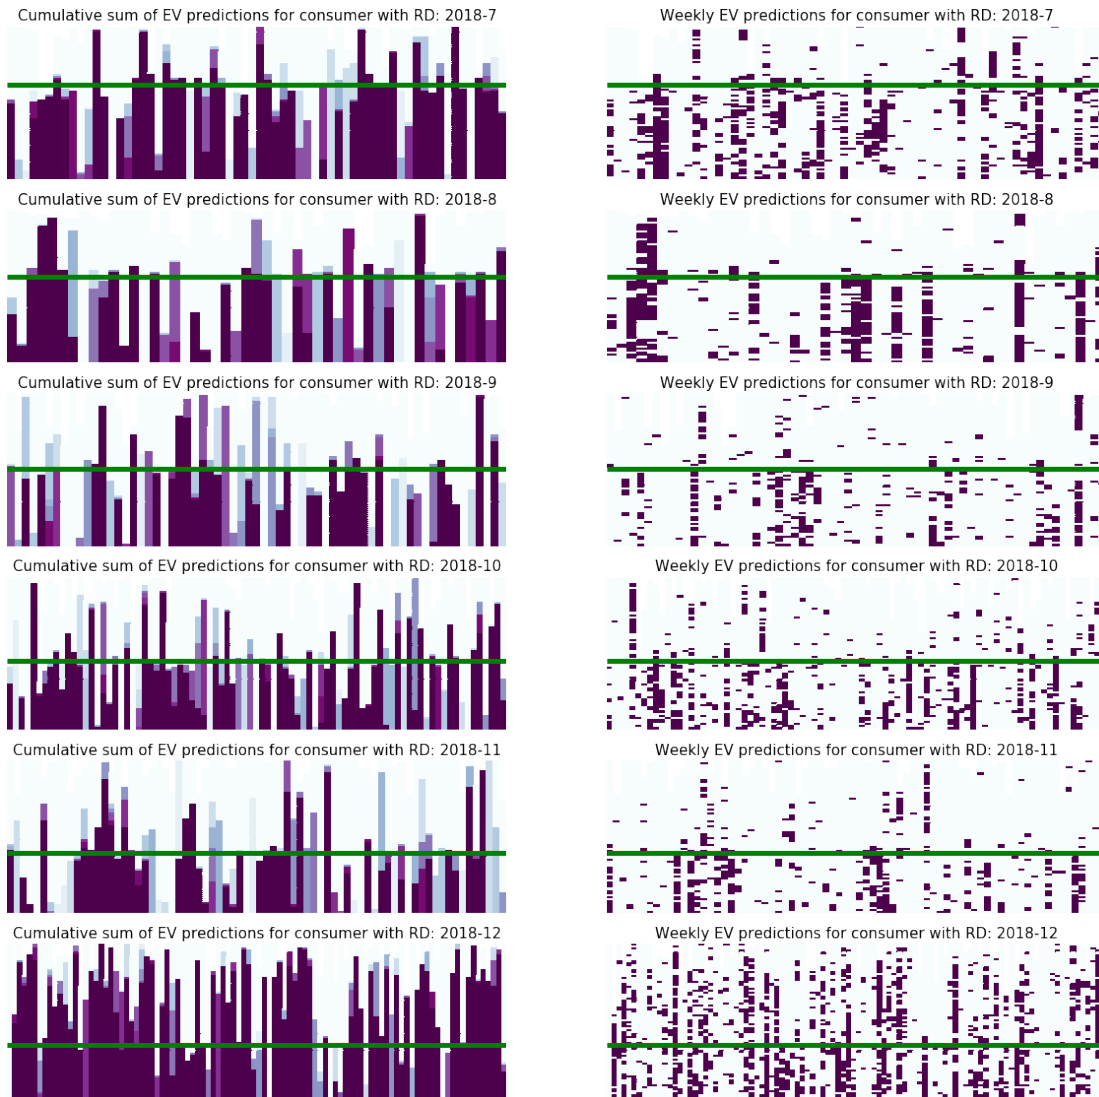 Cumulative sum of EV predictions for consumer with RD: 2018-7
Weekly EV predictions for consumer with RD: 2018-7
Cumulative sum of EV predictions for consumer with RD: 2018-8
Weekly EV predictions for consumer with RD: 2018-8
Cumulative sum of EV predictions for consumer with RD: 2018-9
Weekly EV predictions for consumer with RD: 2018-9
Cumulative sum of EV predictions for consumer with RD: 2018-10
Weekly EV predictions for consumer with RD: 2018-10
Cumulative sum of EV predictions for consumer with RD: 2018-11
Weekly EV predictions for consumer with RD: 2018-11
Cumulative sum of EV predictions for consumer with RD: 2018-12
Weekly EV predictions for consumer with RD: 2018-12